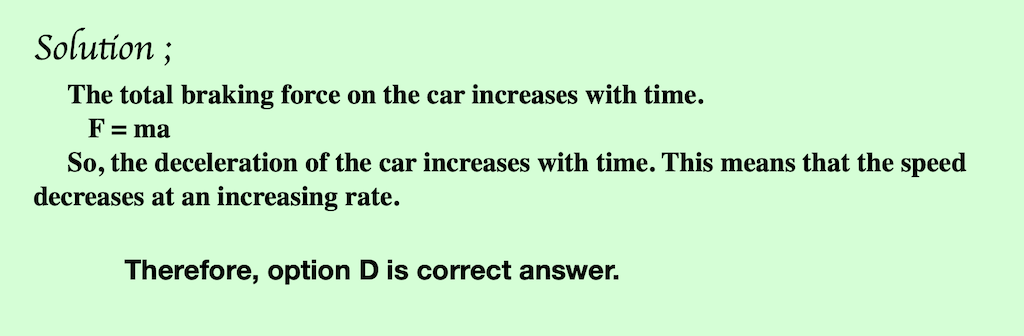 Solution ;
The total braking force on the car increases with time.
F = ma
So, the deceleration of the car increases with time. This means that the speed
decreases at an increasing rate.
Therefore, option D is correct answer.